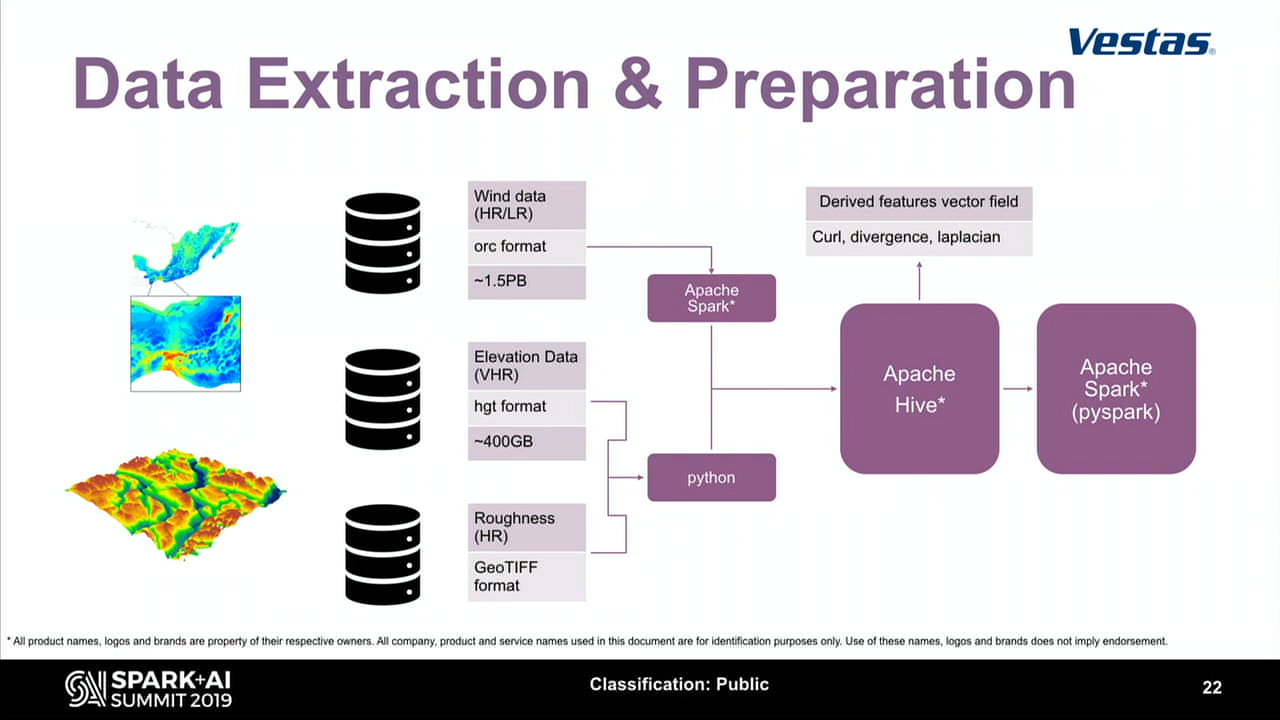 Vestas®
Data Extraction & Preparation
Wind data
(HR/LR)
orc format
~1.5PB
Elevation Data
(VHR)
hgt format
~400GB
Roughness
(HR)
GeoTIFF
format
Apache
Spark*
python
Derived features vector field
Curl, divergence, laplacian
Apache
Hive*
Apache
Spark*
(pyspark)
* All product names, logos and brands are property of their respective owners. All company, product and service names used in this document are for identification purposes only. Use of these names, logos and brands does not imply endorsement.
SPARK+AI
SUMMIT 2019
Classification: Public
22